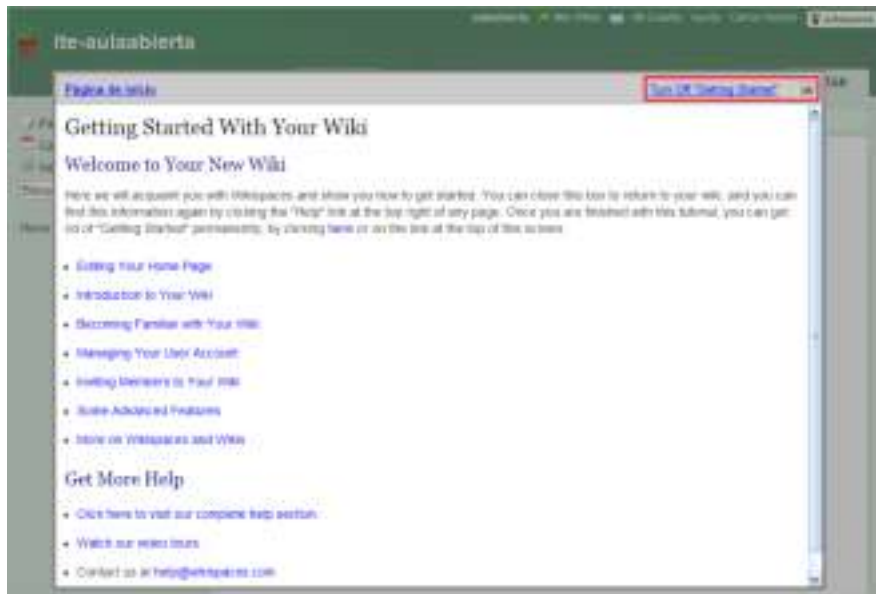 ite-aulaabierta
Página de inicio
Turn Off "Getting Started"
Getting Started With Your Wiki
Welcome to Your New Wiki
Here we will acquaint you with Wikispaces and show you how to get started. You can close this box to return to your wiki, and you can
find this information again by clicking the "Help" link at the top right of any page. Once you are finished with this tutorial, you can get
rid of "Getting Started" permanently, by clicking here or on the link at the top of this screen.
Editing Your Home Page
Introduction to Your Wiki
Becoming Familiar with Your Wiki
Managing Your User Account
Inviting Members to Your Wiki
Some Advanced Features
More on Wikispaces and Wikis
Get More Help
Click here to visit our complete help section
Watch our video tours
Contact us at help@wikispaces.com